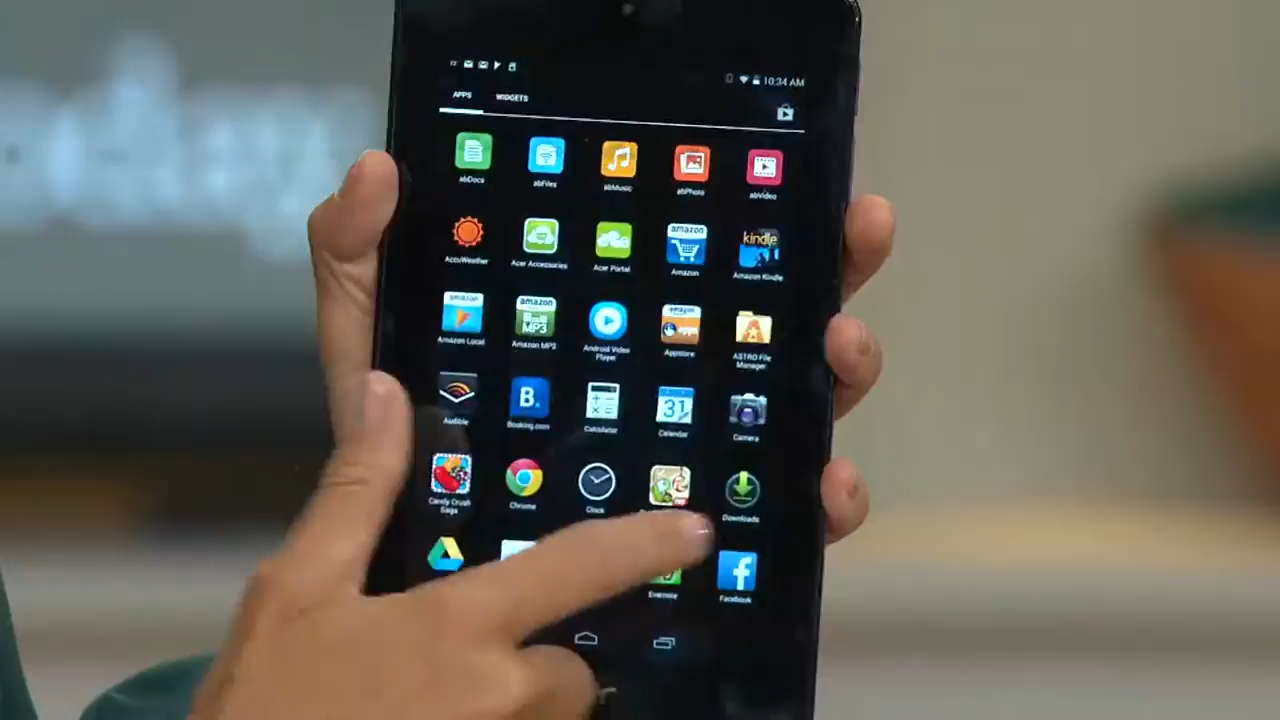 10:34 AM
APPS WIDGETS
abDocs abFiles abMusic abPhoto abVideo
amazon kindle
AccuWeather Acer Accessories Acer Portal Amazon Amazon Kindle
amazon amazon MP3 amazon apps
Amazon Local Amazon MP3 Android Video Player Appstore ASTRO File Manager
B. 31
Audible Booking.com Calculator Calendar Camera
Candy Crush Saga Chrome Clock Downloads
f
Evernote Facebook